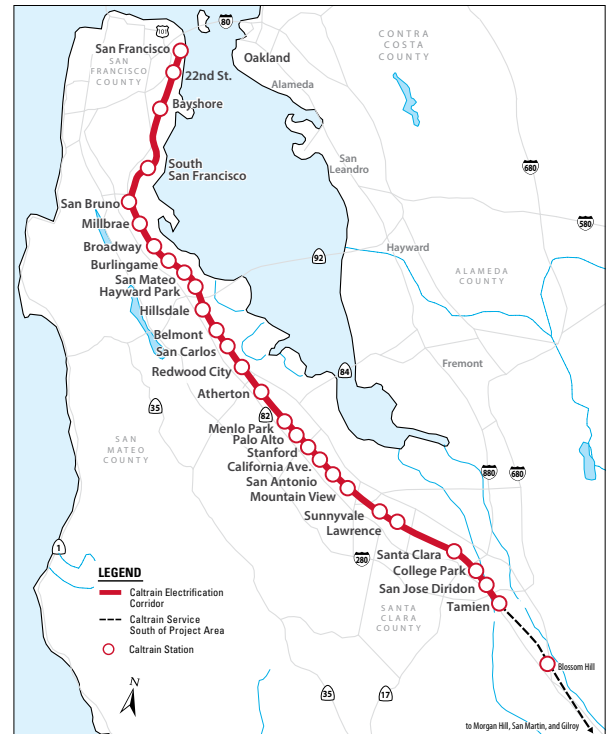 101
80
San Francisco
CONTRA
COSTA
COUNTY
Oakland
SAN
FRANCISCO
COUNTY
22nd St.
Alameda
Bayshore
South
San Francisco
San
Leandro
680
San Bruno
Millbrae
580
Broadway
Hayward
92
Burlingame
San Mateo
Hayward Park
ALAMEDA
COUNTY
Hillsdale
Belmont
San Carlos
Redwood City
84
Fremont
Atherton
35
82
Menlo Park
Palo Alto
Stanford
California Ave.
San Antonio
Mountain View
SAN
MATEO
COUNTY
880
680
Sunnyvale
Lawrence
1
280
Santa Clara
College Park
San Jose Diridon
Tamien
SANTA
CLARA
COUNTY
LEGEND
Caltrain Electrification
Corridor
Caltrain Service
South of Project Area
Caltrain Station
Blossom Hill
N
35
17
to Morgan Hill, San Martin, and Gilroy